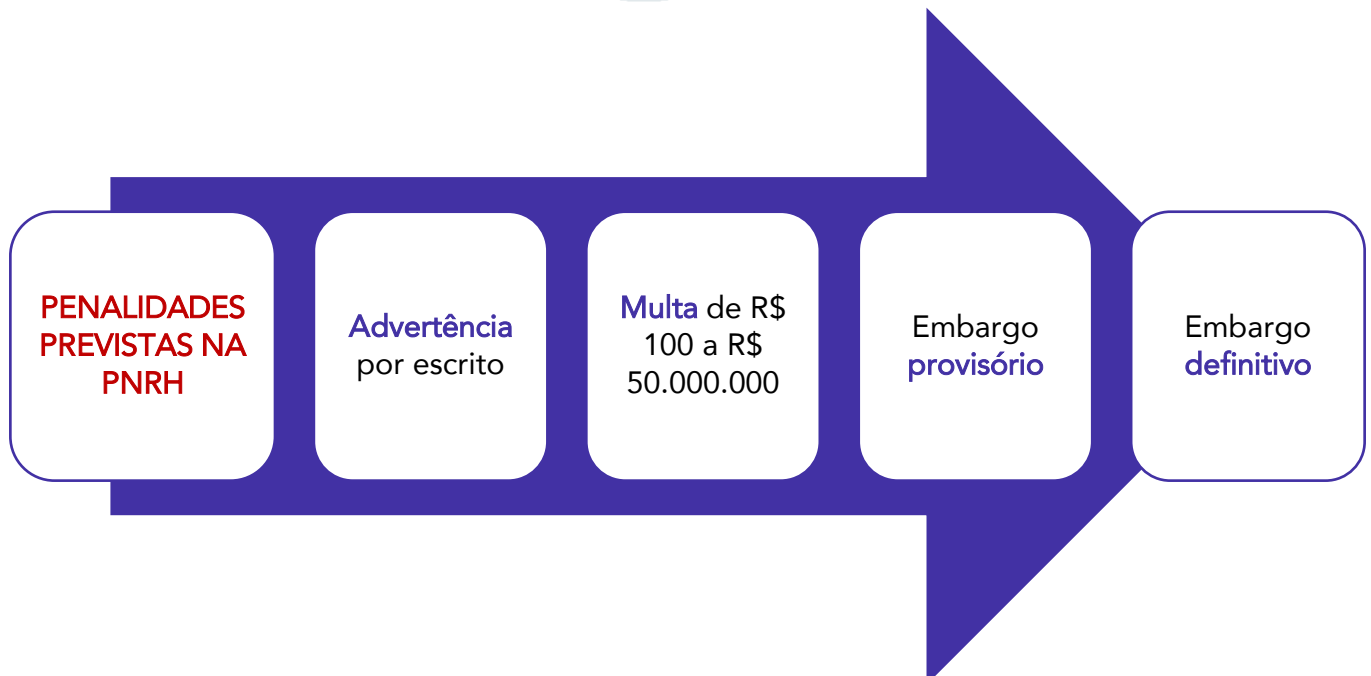 PENALIDADES
PREVISTAS NA
PNRH
Advertência
por escrito
Multa de R$
100 a R$
50.000.000
Embargo
provisório
Embargo
definitivo